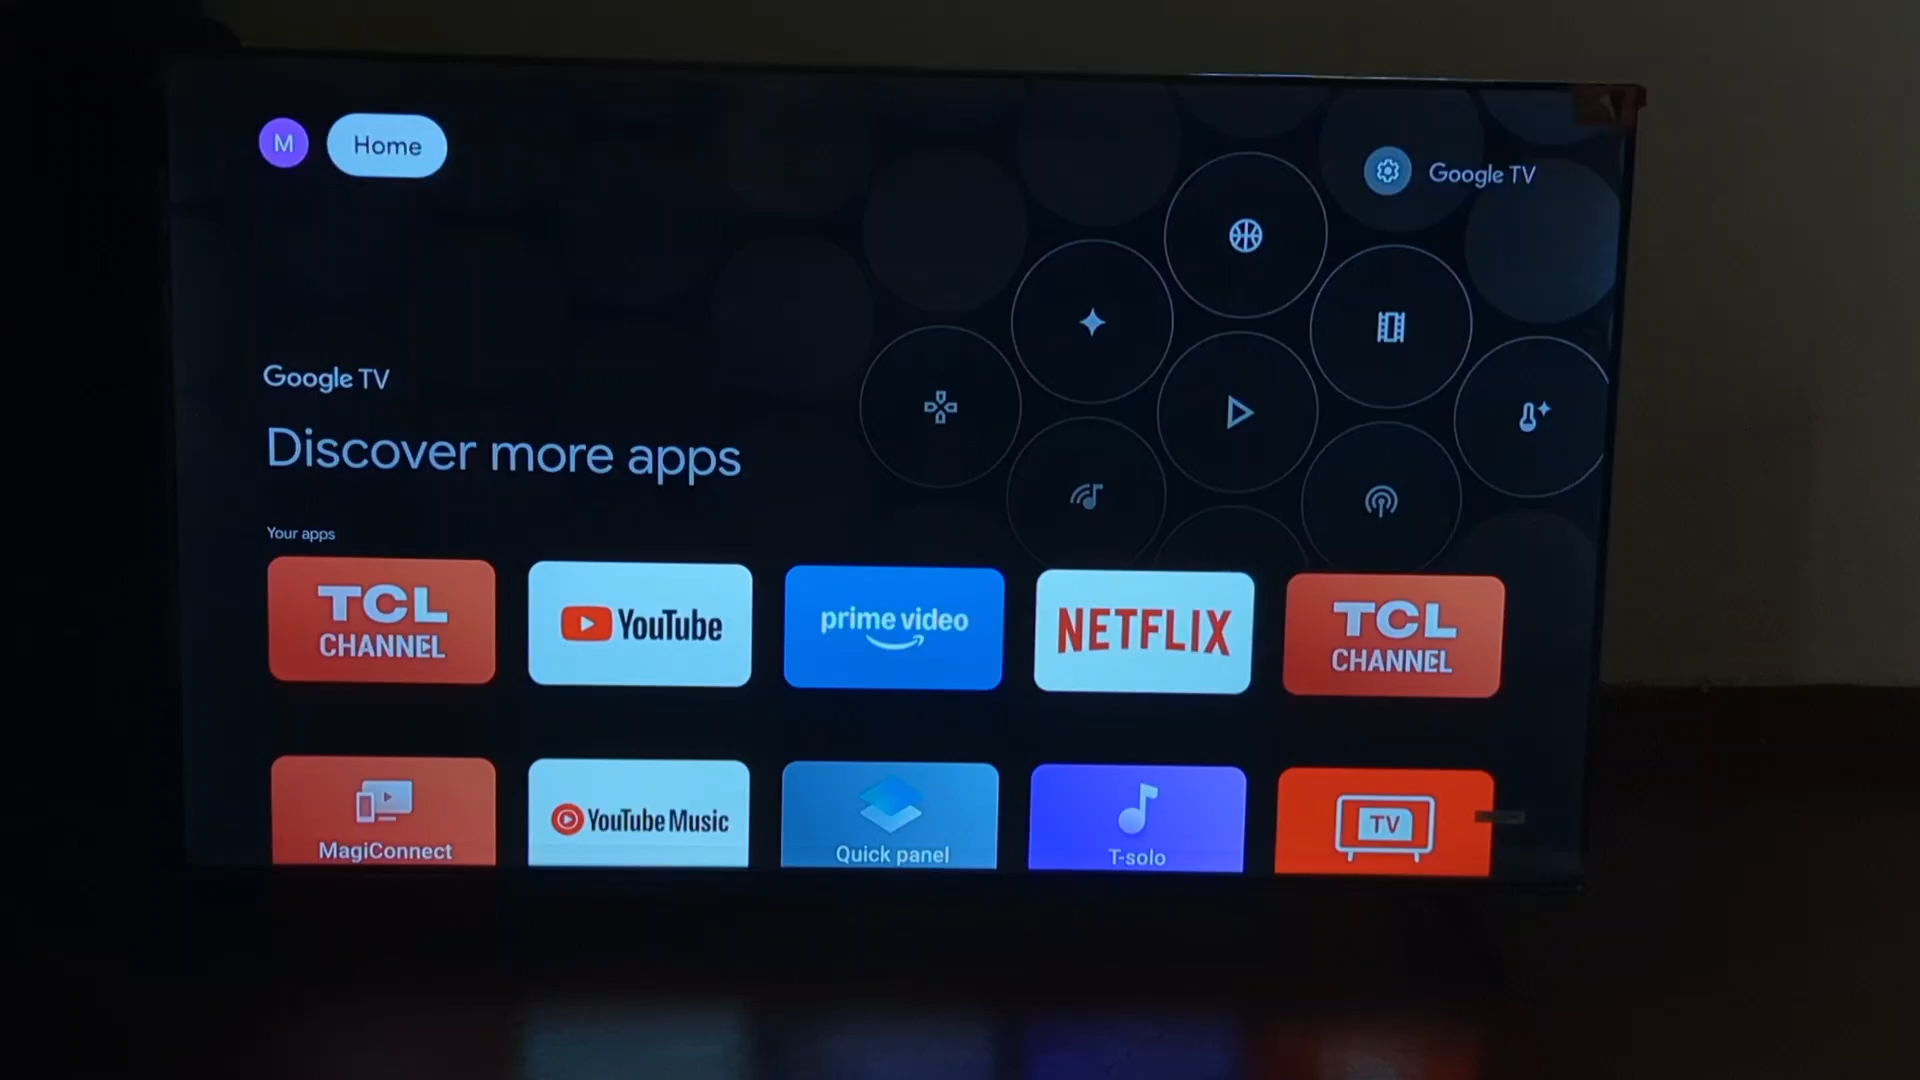 M
Home
Google TV
Google TV
Discover more apps
Your apps
TCL
CHANNEL
YouTube
prime video
NETFLIX
TCL
CHANNEL
MagiConnect
YouTube Music
Quick panel
T-solo
TV